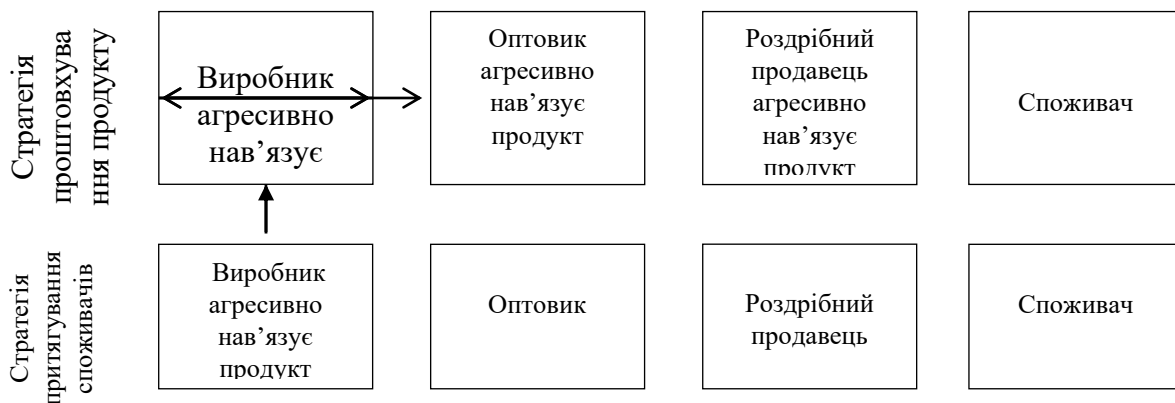 Стратегія
проштовхува
ння продукту
Виробник
агресивно
нав’язує
Оптовик
агресивно
нав’язує
продукт
Роздрібний
продавець
агресивно
нав’язує
продукт
Споживач
Стратегія
притягування
споживачів
Виробник
агресивно
нав’язує
продукт
Оптовик
Роздрібний
продавець
Споживач